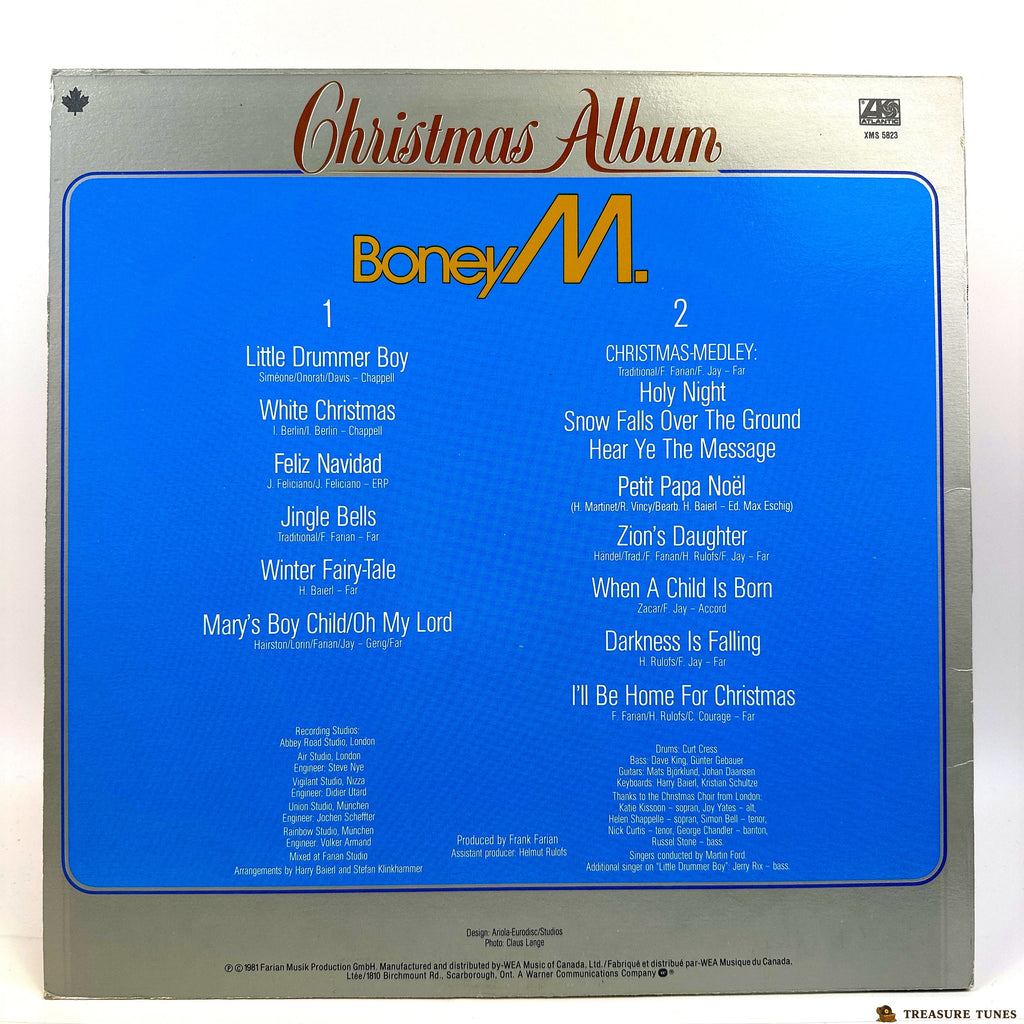 Christmas Album
ATLANTIC
XMS 5823
Boney M.
1
Little Drummer Boy
Simeone/Onorati/Davis – Chappell
White Christmas
I. Berlin/I. Berlin – Chappell
Feliz Navidad
J. Feliciano/J. Feliciano – ERP
Jingle Bells
Traditional/F. Farian – Far
Winter Fairy-Tale
H. Baierl – Far
Mary's Boy Child/Oh My Lord
Hairston/Lorin/Farian/Jay – Gerig/Far
2
CHRISTMAS-MEDLEY:
Traditional/F. Farian/F. Jay – Far
Holy Night
Snow Falls Over The Ground
Hear Ye The Message
Petit Papa Noël
(H. Martinet/R. Vincy/Bearb. H. Baierl – Ed. Max Eschig)
Zion's Daughter
Händel/Trad./F. Farian/H. Rulofs/F. Jay – Far
When A Child Is Born
Zacar/F. Jay – Accord
Darkness Is Falling
H. Rulofs/F. Jay – Far
I'll Be Home For Christmas
F. Farian/H. Rulofs/C. Courage – Far
Recording Studios:
Abbey Road Studio, London
Air Studio, London
Engineer: Steve Nye
Vigilant Studio, Nizza
Engineer: Didier Utard
Union Studio, München
Engineer: Jochen Scheffter
Rainbow Studio, München
Engineer: Volker Armand
Mixed at Farian Studio
Arrangements by Harry Baierl and Stefan Klinkhammer
Produced by Frank Farian
Assistant producer: Helmut Rulofs
Drums: Curt Cress
Bass: Dave King, Günter Gebauer
Guitars: Mats Björklund, Johan Daansen
Keyboards: Harry Baierl, Kristian Schultze
Thanks to the Christmas Choir from London:
Katie Kissoon – sopran, Joy Yates – alt,
Helen Shappelle – sopran, Simon Bell – tenor,
Nick Curtis – tenor, George Chandler – bariton,
Russel Stone – bass.
Singers conducted by Martin Ford.
Additional singer on "Little Drummer Boy": Jerry Rix – bass.
Design: Ariola-Eurodisc/Studios
Photo: Claus Lange
℗ © 1981 Farian Musik Production GmbH. Manufactured and distributed by-WEA Music of Canada, Ltd./Fabriqué et distribué par-WEA Musique du Canada,
Ltée/1810 Birchmount Rd., Scarborough, Ont. A Warner Communications Company ®
TREASURE TUNES